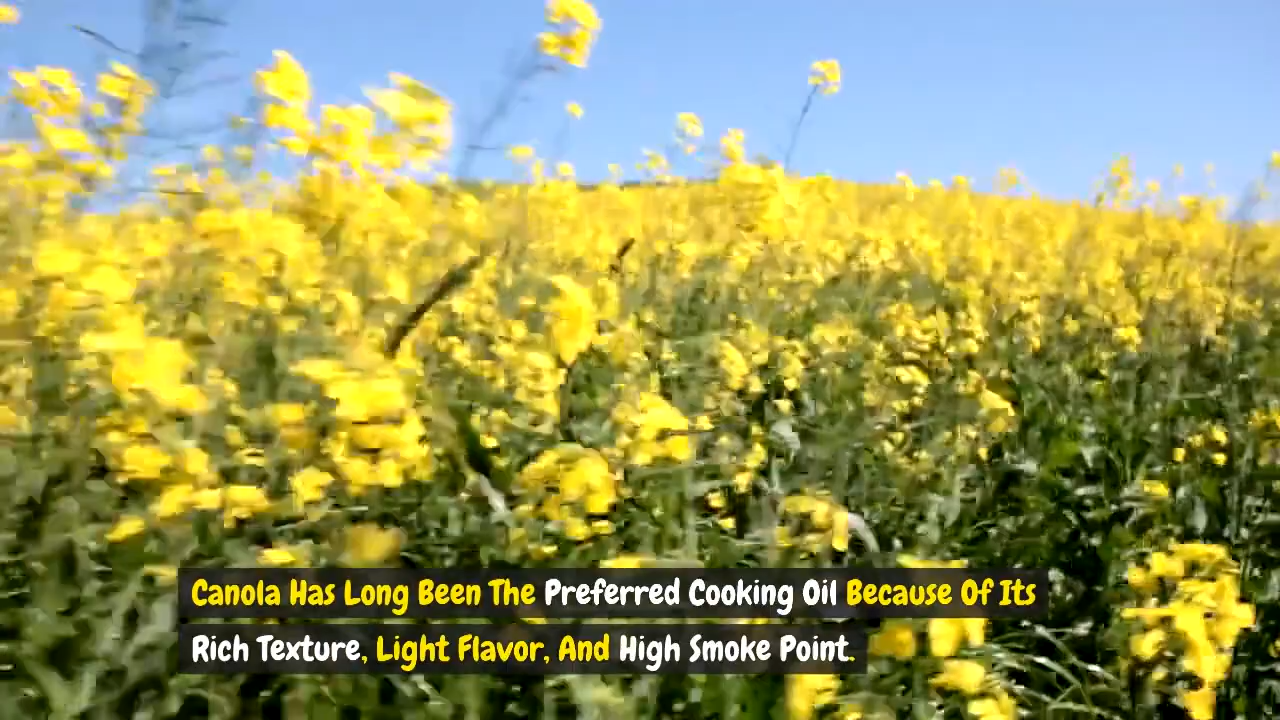 Canola Has Long Been The Preferred Cooking Oil Because Of Its
Rich Texture, Light Flavor, And High Smoke Point.